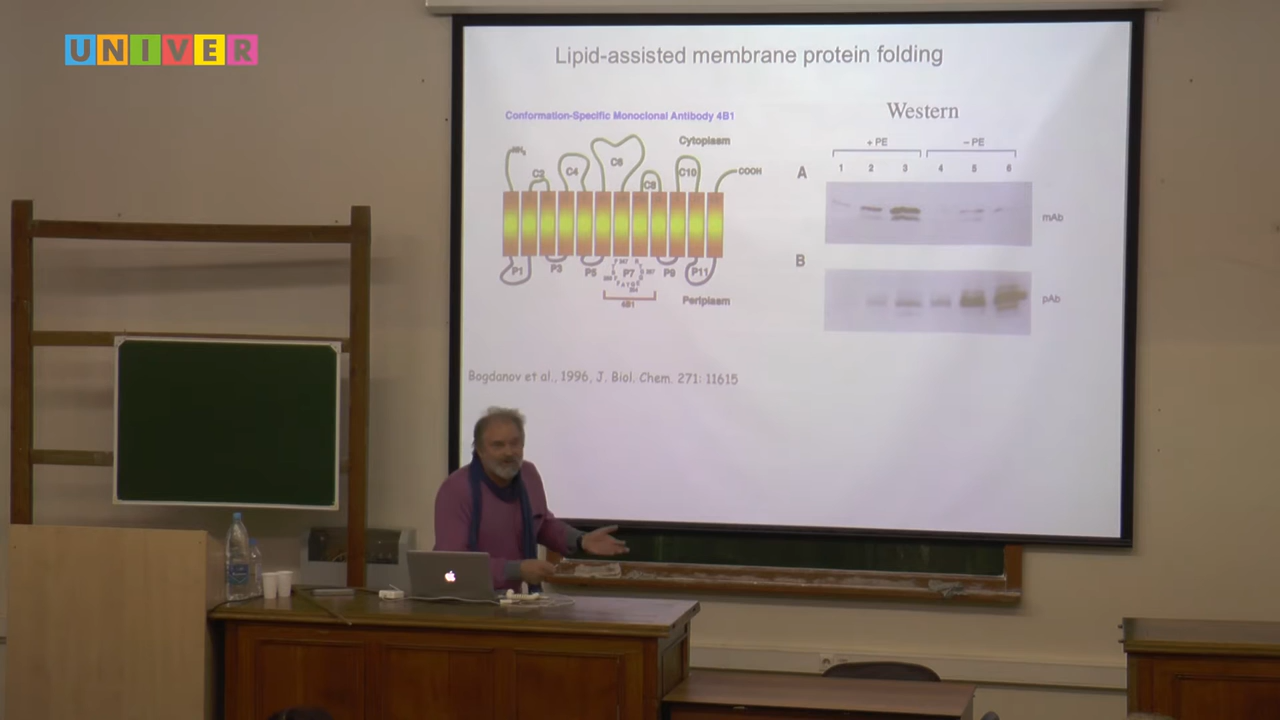 UNIVER
Lipid-assisted membrane protein folding
Conformation-Specific Monoclonal Antibody 4B1
Western
Cytoplasm
+ PE
– PE
NH₂
C2
C4
C6
C8
C10
COOH
A
1
2
3
4
5
6
mAb
P1
P3
P5
P7
P9
P11
4B1
Periplasm
B
pAb
Bogdanov et al., 1996, J. Biol. Chem. 271: 11615